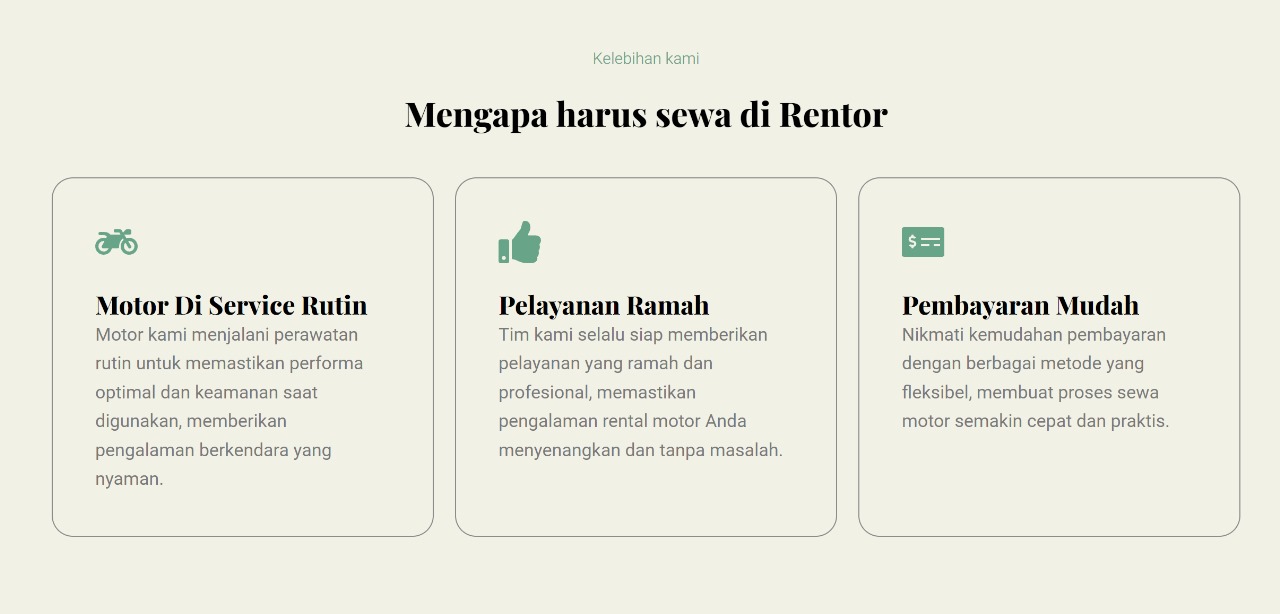 Kelebihan kami
Mengapa harus sewa di Rentor
Motor Di Service Rutin
Motor kami menjalani perawatan
rutin untuk memastikan performa
optimal dan keamanan saat
digunakan, memberikan
pengalaman berkendara yang
nyaman.
Pelayanan Ramah
Tim kami selalu siap memberikan
pelayanan yang ramah dan
profesional, memastikan
pengalaman rental motor Anda
menyenangkan dan tanpa masalah.
$
Pembayaran Mudah
Nikmati kemudahan pembayaran
dengan berbagai metode yang
fleksibel, membuat proses sewa
motor semakin cepat dan praktis.